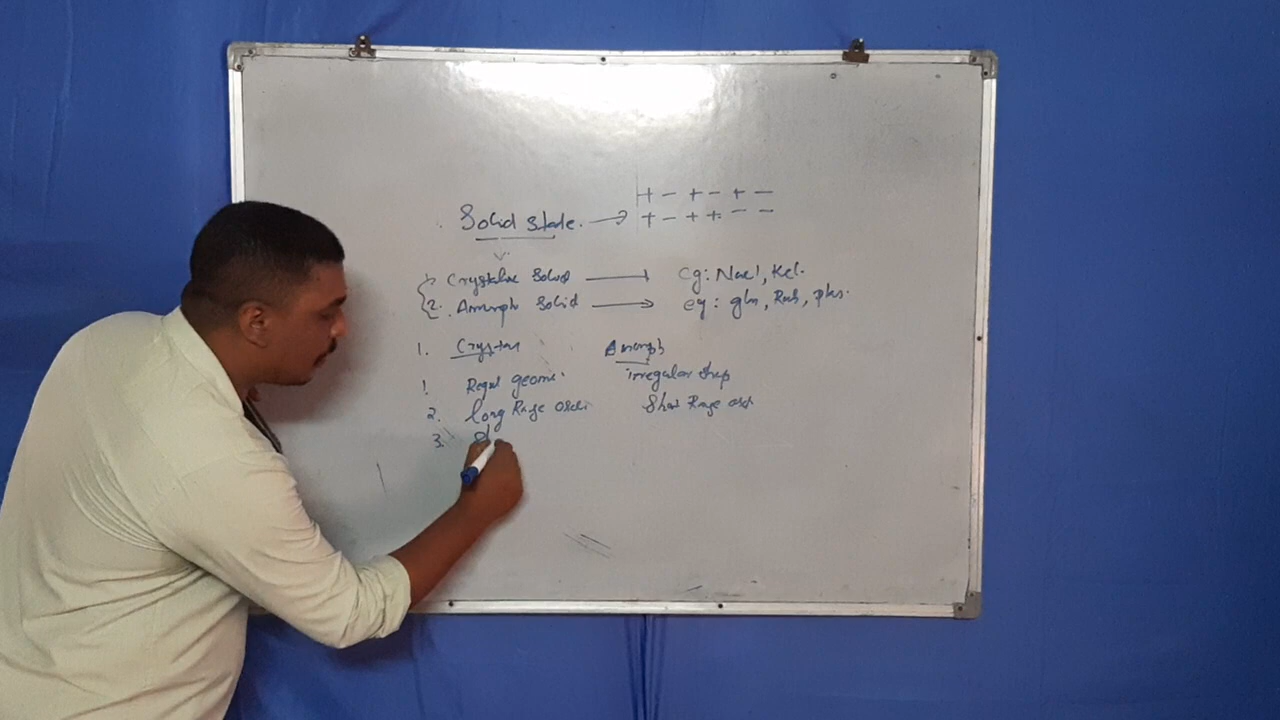 Solid State. → + - + - + -
+ - + + - -
1. Crystalline Solid → eg: NaCl, KCl.
2. Amorph Solid → eg: glas, Rub, plas.
1. Crystal Amorph
1. Regul geome. irregular shap
2. long Range order Short Range order
3.